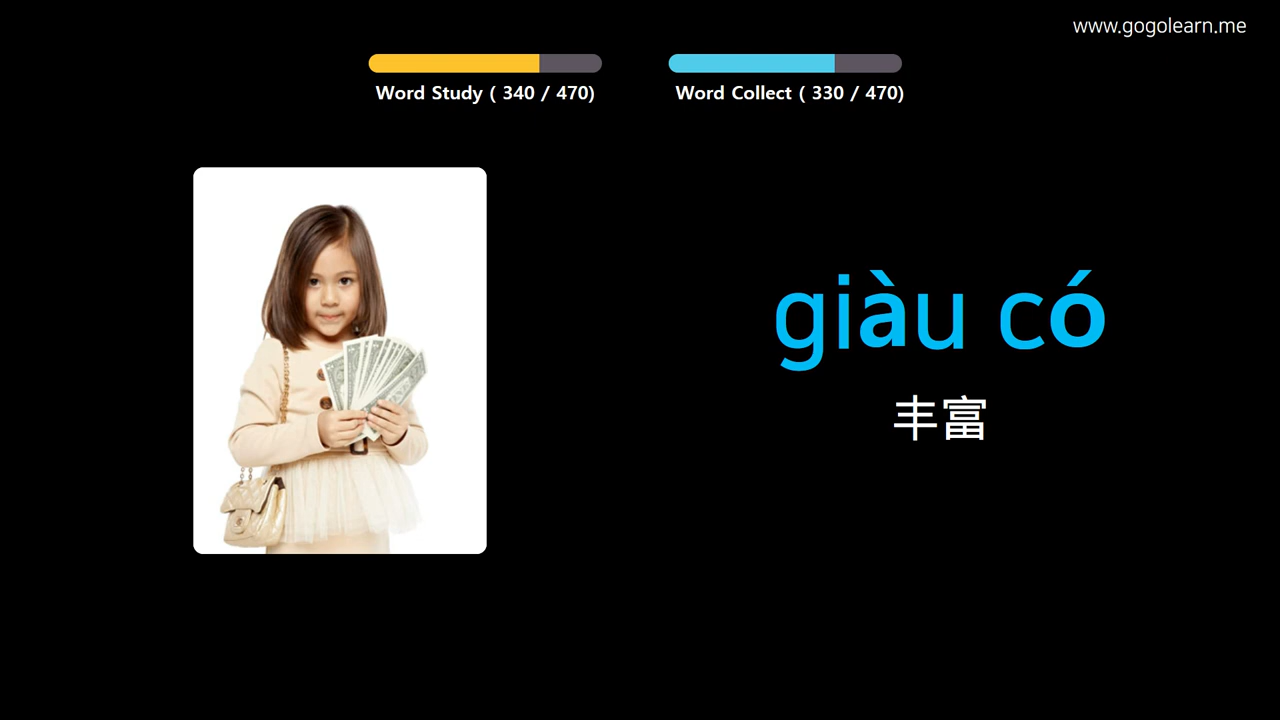 www.gogolearn.me
Word Study ( 340 / 470)
Word Collect ( 330 / 470)
giàu có
丰富